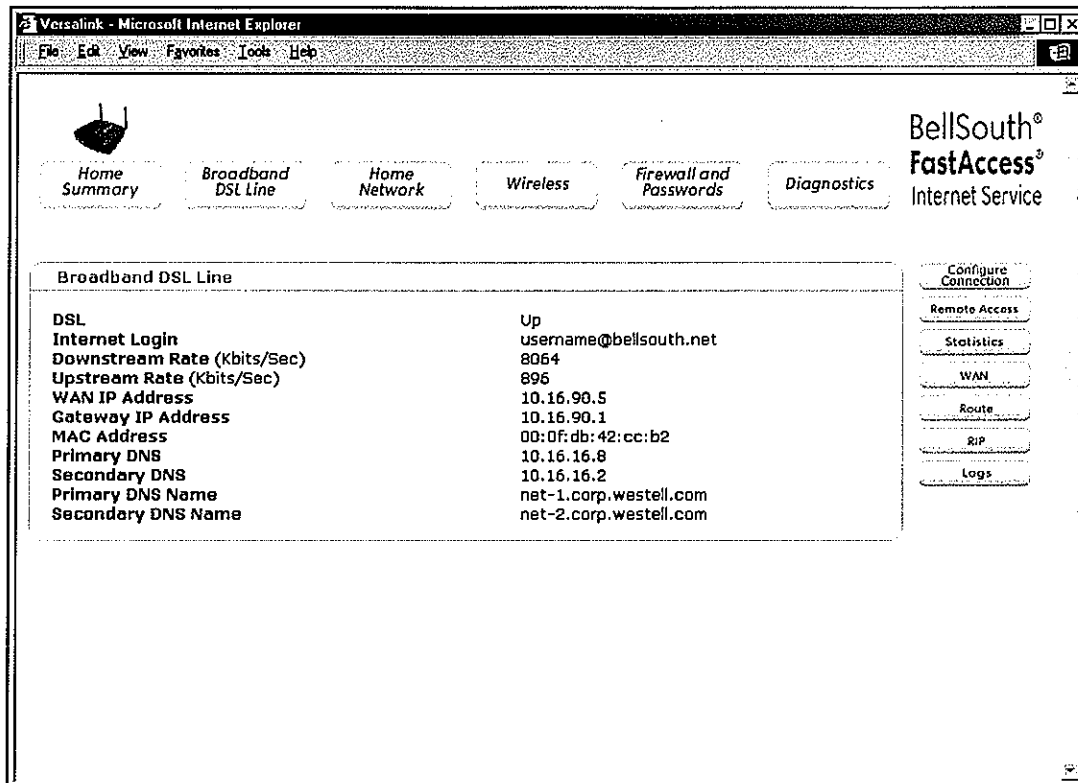 Versalink - Microsoft Internet Explorer
File Edit View Favorites Tools Help
BellSouth®
FastAccess®
Internet Service
Home Summary
Broadband DSL Line
Home Network
Wireless
Firewall and Passwords
Diagnostics
Broadband DSL Line
DSL Up
Internet Login username@bellsouth.net
Downstream Rate (Kbits/Sec) 8064
Upstream Rate (Kbits/Sec) 896
WAN IP Address 10.16.90.5
Gateway IP Address 10.16.90.1
MAC Address 00:0f:db:42:cc:b2
Primary DNS 10.16.16.8
Secondary DNS 10.16.16.2
Primary DNS Name net-1.corp.westell.com
Secondary DNS Name net-2.corp.westell.com
Configure Connection
Remote Access
Statistics
WAN
Route
RIP
Logs